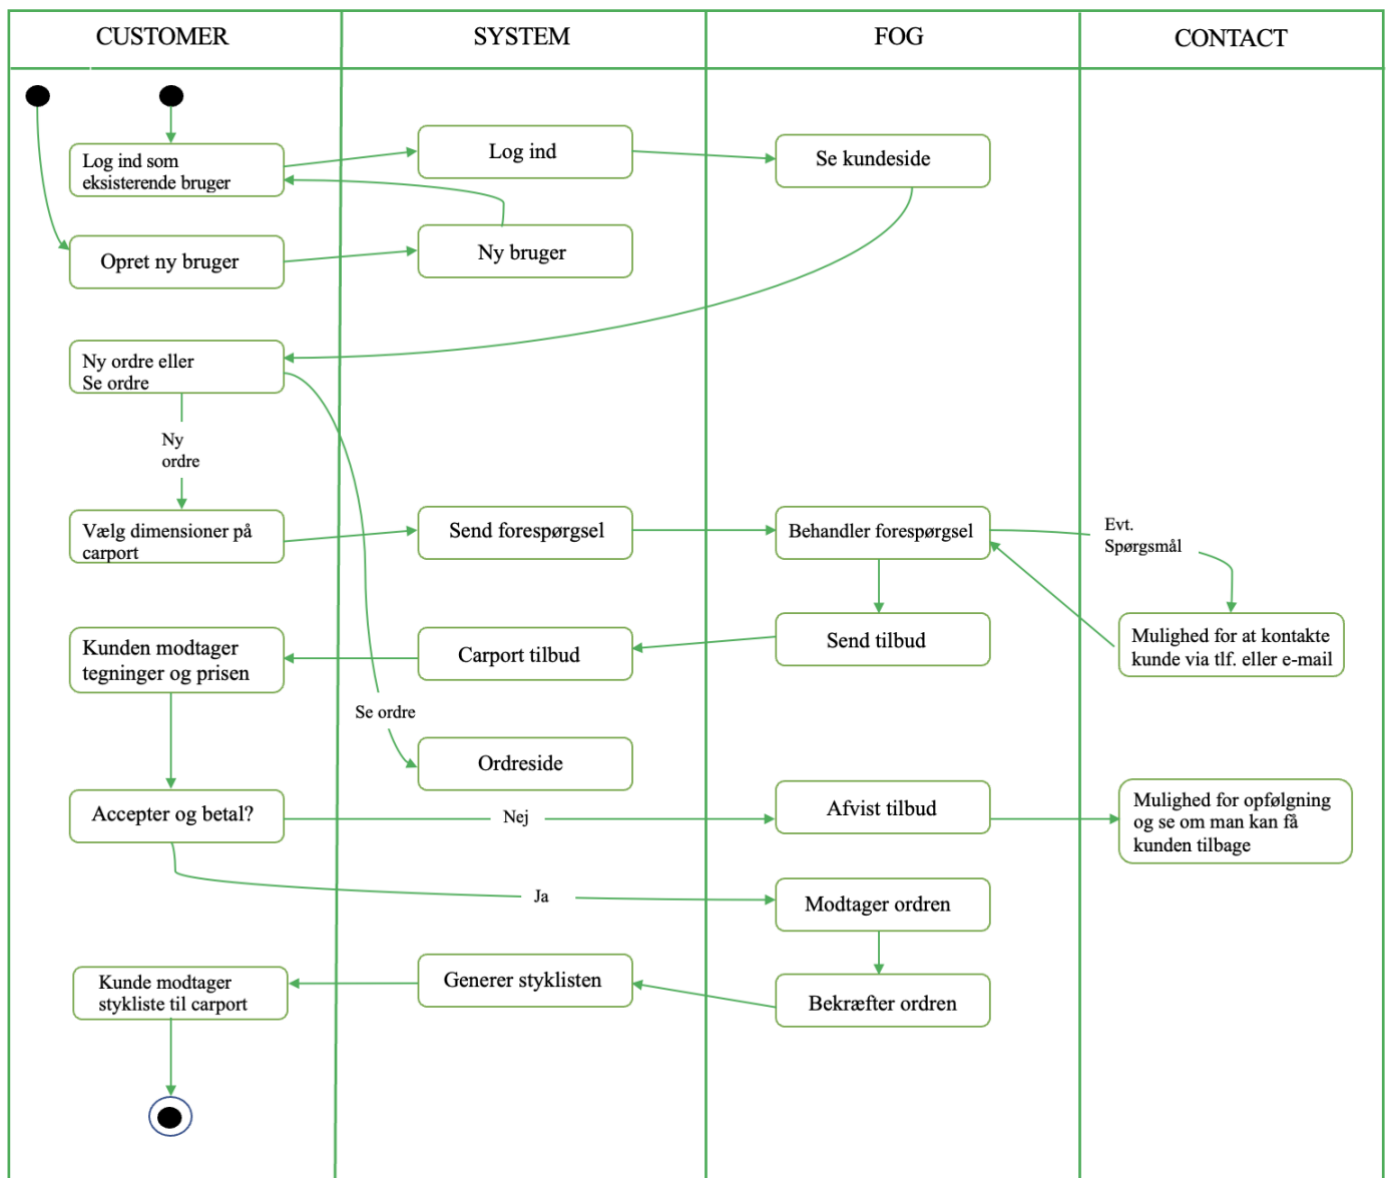 CUSTOMER
SYSTEM
FOG
CONTACT
Log ind som
eksisterende bruger
Log ind
Se kundeside
Opret ny bruger
Ny bruger
Ny ordre eller
Se ordre
Ny
ordre
Vælg dimensioner på
carport
Send forespørgsel
Behandler forespørgsel
Evt.
Spørgsmål
Kunden modtager
tegninger og prisen
Carport tilbud
Send tilbud
Mulighed for at kontakte
kunde via tlf. eller e-mail
Se ordre
Ordreside
Accepter og betal?
Nej
Afvist tilbud
Mulighed for opfølgning
og se om man kan få
kunden tilbage
Ja
Modtager ordren
Kunde modtager
stykliste til carport
Generer styklisten
Bekræfter ordren